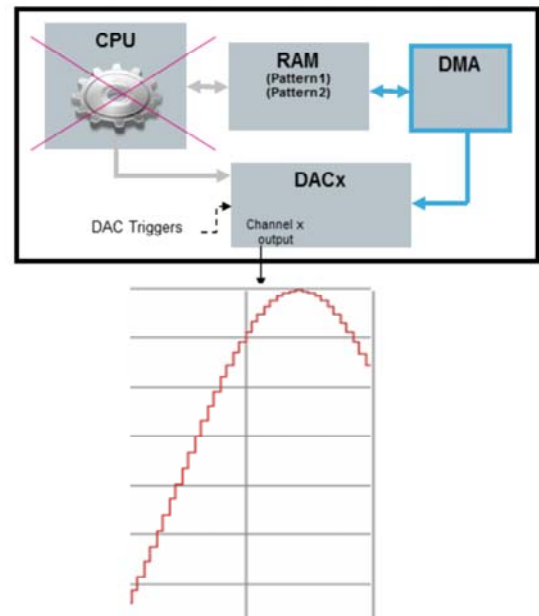 CPU
RAM
(Pattern1)
(Pattern2)
DMA
DACx
DAC Triggers
Channel x
output